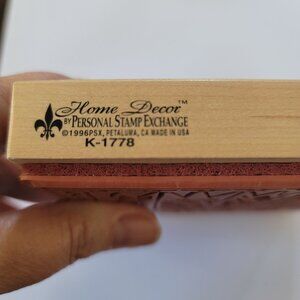 Home Decor™
BY PERSONAL STAMP EXCHANGE
©1996PSX, PETALUMA, CA MADE IN USA
K-1778